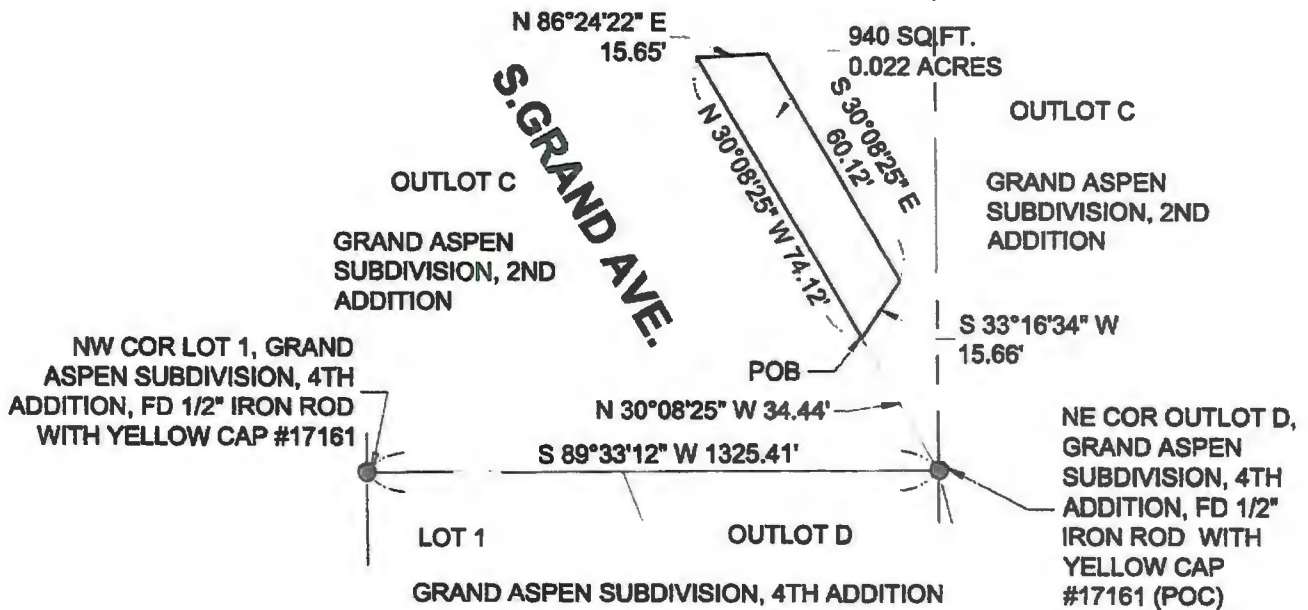 N 86°24'22" E
15.65'
940 SQ.FT.
0.022 ACRES
S 30°08'25" E
60.12'
N 30°08'25" W 74.12'
S.GRAND AVE.
OUTLOT C
GRAND ASPEN
SUBDIVISION, 2ND
ADDITION
OUTLOT C
GRAND ASPEN
SUBDIVISION, 2ND
ADDITION
S 33°16'34" W
15.66'
POB
N 30°08'25" W 34.44'
NW COR LOT 1, GRAND
ASPEN SUBDIVISION, 4TH
ADDITION, FD 1/2" IRON ROD
WITH YELLOW CAP #17161
S 89°33'12" W 1325.41'
NE COR OUTLOT D,
GRAND ASPEN
SUBDIVISION, 4TH
ADDITION, FD 1/2"
IRON ROD WITH
YELLOW CAP
#17161 (POC)
LOT 1
OUTLOT D
GRAND ASPEN SUBDIVISION, 4TH ADDITION